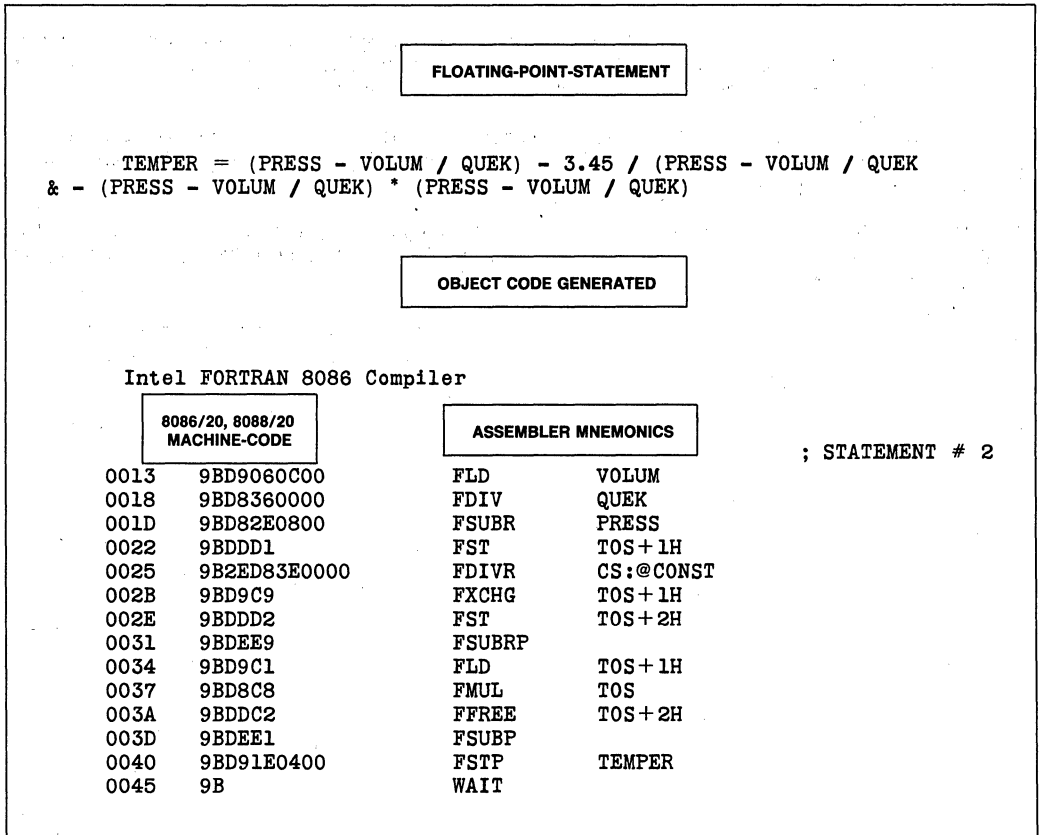 FLOATING-POINT-STATEMENT
TEMPER = (PRESS - VOLUM / QUEK) - 3.45 / (PRESS - VOLUM / QUEK
& - (PRESS - VOLUM / QUEK) * (PRESS - VOLUM / QUEK)
OBJECT CODE GENERATED
Intel FORTRAN 8086 Compiler
8086/20, 8088/20
MACHINE-CODE
ASSEMBLER MNEMONICS
; STATEMENT # 2
0013 9BD9060C00 FLD VOLUM
0018 9BD8360000 FDIV QUEK
001D 9BD82E0800 FSUBR PRESS
0022 9BDDD1 FST TOS+1H
0025 9B2ED83E0000 FDIVR CS:@CONST
002B 9BD9C9 FXCHG TOS+1H
002E 9BDDD2 FST TOS+2H
0031 9BDEE9 FSUBRP
0034 9BD9C1 FLD TOS+1H
0037 9BD8C8 FMUL TOS
003A 9BDDC2 FFREE TOS+2H
003D 9BDEE1 FSUBP
0040 9BD91E0400 FSTP TEMPER
0045 9B WAIT